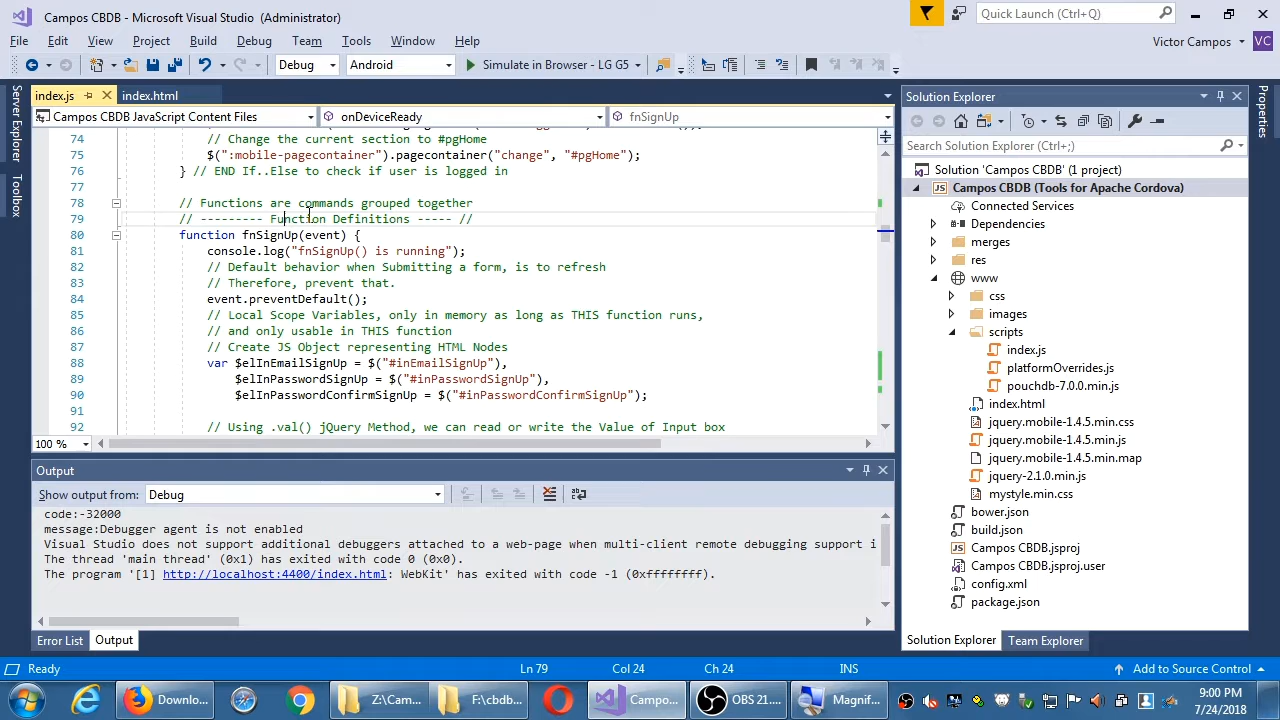 Campos CBDB - Microsoft Visual Studio (Administrator)
Quick Launch (Ctrl+Q)
File Edit View Project Build Debug Team Tools Window Help
Victor Campos VC
Debug Android Simulate in Browser - LG G5
Server Explorer
Toolbox
index.js index.html
Campos CBDB JavaScript Content Files onDeviceReady fnSignUp
74 // Change the current section to #pgHome
75 $(":mobile-pagecontainer").pagecontainer("change", "#pgHome");
76 } // END If..Else to check if user is logged in
77
78 // Functions are commands grouped together
79 // --------- Function Definitions ----- //
80 function fnSignUp(event) {
81 console.log("fnSignUp() is running");
82 // Default behavior when Submitting a form, is to refresh
83 // Therefore, prevent that.
84 event.preventDefault();
85 // Local Scope Variables, only in memory as long as THIS function runs,
86 // and only usable in THIS function
87 // Create JS Object representing HTML Nodes
88 var $elInEmailSignUp = $("#inEmailSignUp"),
89 $elInPasswordSignUp = $("#inPasswordSignUp"),
90 $elInPasswordConfirmSignUp = $("#inPasswordConfirmSignUp");
91
92 // Using .val() jQuery Method, we can read or write the Value of Input box
100 %
Output
Show output from: Debug
code:-32000
message:Debugger agent is not enabled
Visual Studio does not support additional debuggers attached to a web-page when multi-client remote debugging support i
The thread 'main thread' (0x1) has exited with code 0 (0x0).
The program '[1] http://localhost:4400/index.html: WebKit' has exited with code -1 (0xffffffff).
Error List Output
Solution Explorer
Search Solution Explorer (Ctrl+;)
Solution 'Campos CBDB' (1 project)
Campos CBDB (Tools for Apache Cordova)
Connected Services
Dependencies
merges
res
www
css
images
scripts
index.js
platformOverrides.js
pouchdb-7.0.0.min.js
index.html
jquery.mobile-1.4.5.min.css
jquery.mobile-1.4.5.min.js
jquery.mobile-1.4.5.min.map
jquery-2.1.0.min.js
mystyle.min.css
bower.json
build.json
Campos CBDB.jsproj
Campos CBDB.jsproj.user
config.xml
package.json
Solution Explorer Team Explorer
Properties
Ready Ln 79 Col 24 Ch 24 INS Add to Source Control
Downlo... Z:\Cam... F:\cbdb... Campo... OBS 21.... Magnif...
9:00 PM
7/24/2018